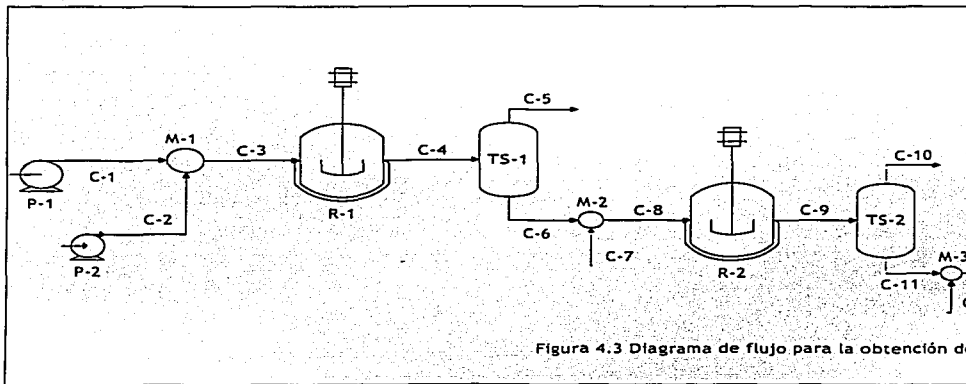 C-5
C-10
M-1
C-3
C-4
TS-1
C-1
P-1
C-2
R-1
P-2
M-2
C-8
C-9
TS-2
C-6
C-7
R-2
M-3
C-11
Figura 4.3 Diagrama de flujo para la obtención